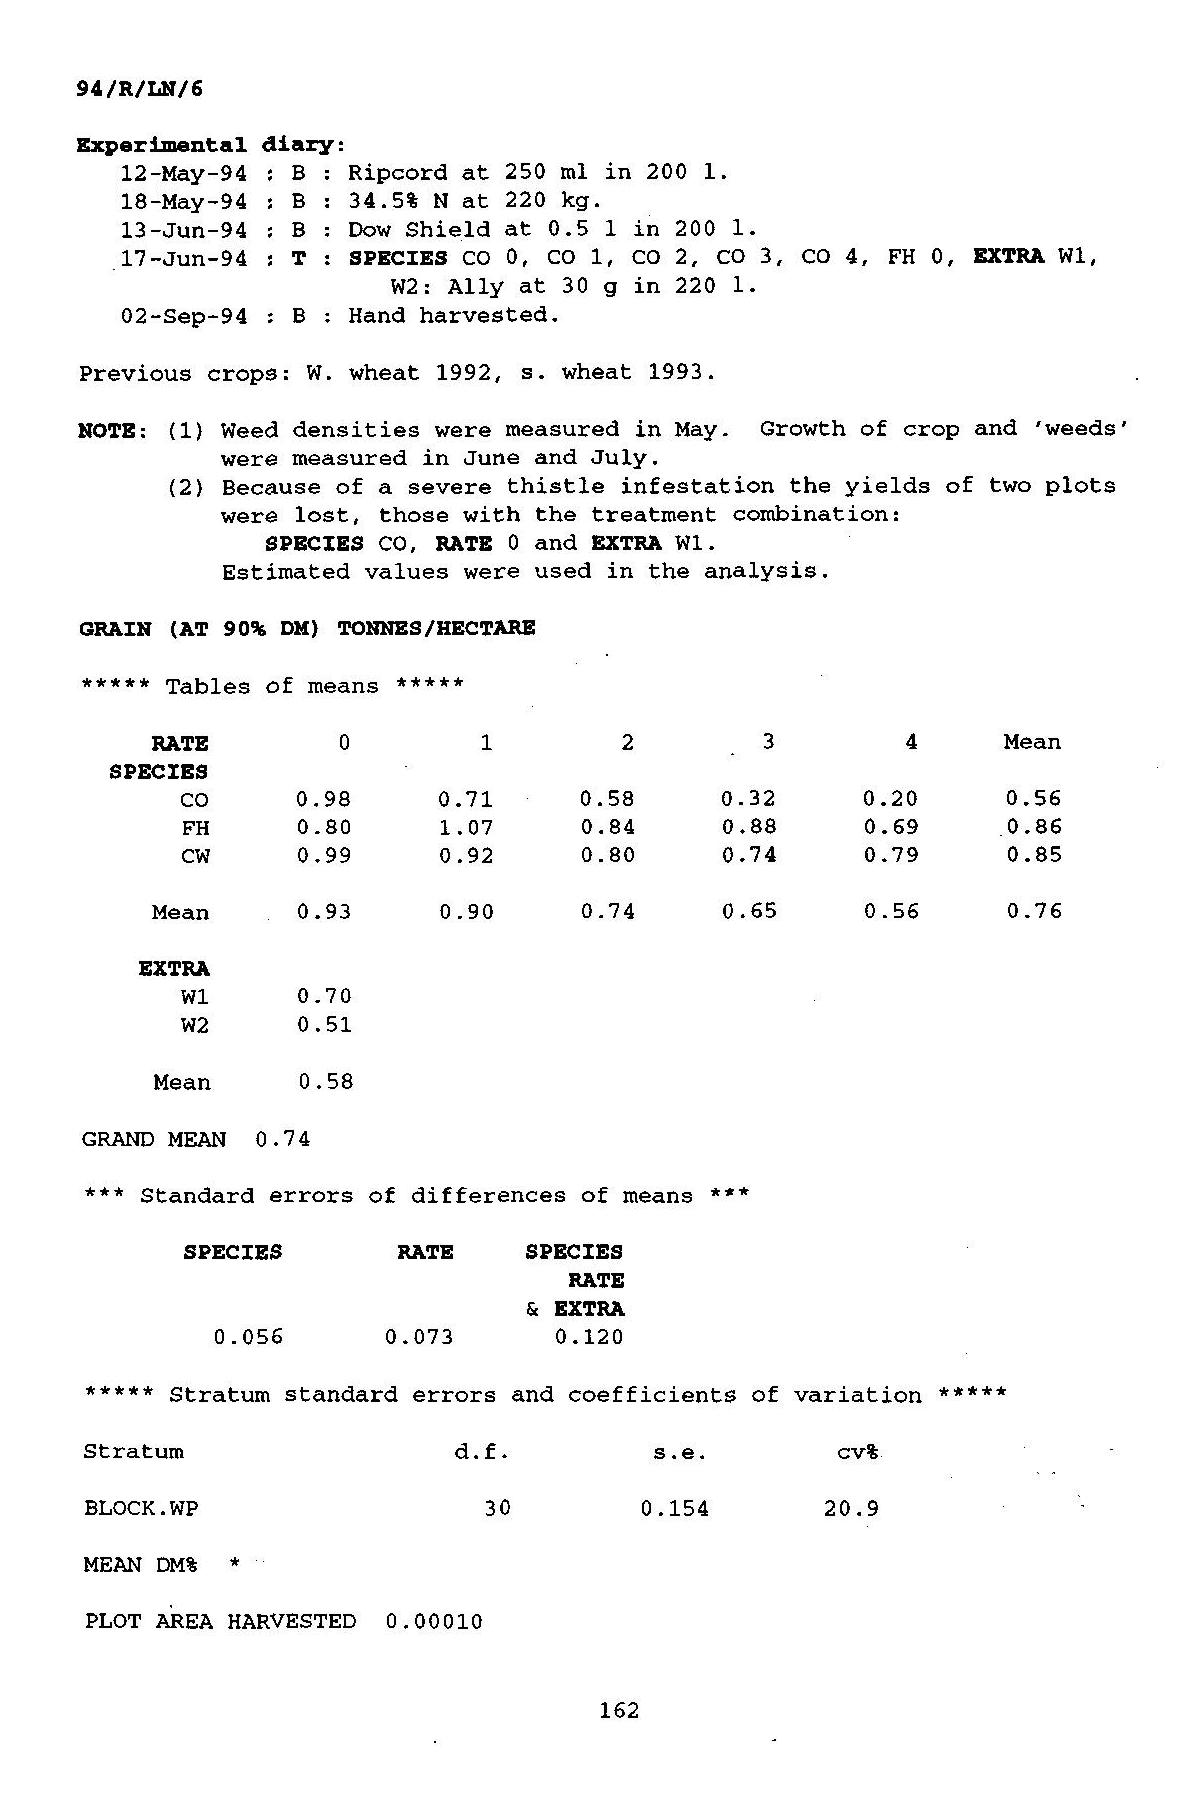 94/R/LN/6
Experimental diary:
12-May-94 : B : Ripcord at 250 ml in 200 l.
18-May-94 : B : 34.5% N at 220 kg.
13-Jun-94 : B : Dow Shield at 0.5 l in 200 l.
17-Jun-94 : T : SPECIES CO 0, CO 1, CO 2, CO 3, CO 4, FH 0, EXTRA W1,
W2: Ally at 30 g in 220 l.
02-Sep-94 : B : Hand harvested.
Previous crops: W. wheat 1992, s. wheat 1993.
NOTE: (1) Weed densities were measured in May. Growth of crop and 'weeds'
were measured in June and July.
(2) Because of a severe thistle infestation the yields of two plots
were lost, those with the treatment combination:
SPECIES CO, RATE 0 and EXTRA W1.
Estimated values were used in the analysis.
GRAIN (AT 90% DM) TONNES/HECTARE
***** Tables of means *****
RATE 0 1 2 3 4 Mean
SPECIES
CO 0.98 0.71 0.58 0.32 0.20 0.56
FH 0.80 1.07 0.84 0.88 0.69 0.86
CW 0.99 0.92 0.80 0.74 0.79 0.85
Mean 0.93 0.90 0.74 0.65 0.56 0.76
EXTRA
W1 0.70
W2 0.51
Mean 0.58
GRAND MEAN 0.74
*** Standard errors of differences of means ***
SPECIES RATE SPECIES
RATE
& EXTRA
0.056 0.073 0.120
***** Stratum standard errors and coefficients of variation *****
Stratum d.f. s.e. cv%
BLOCK.WP 30 0.154 20.9
MEAN DM% *
PLOT AREA HARVESTED 0.00010
162